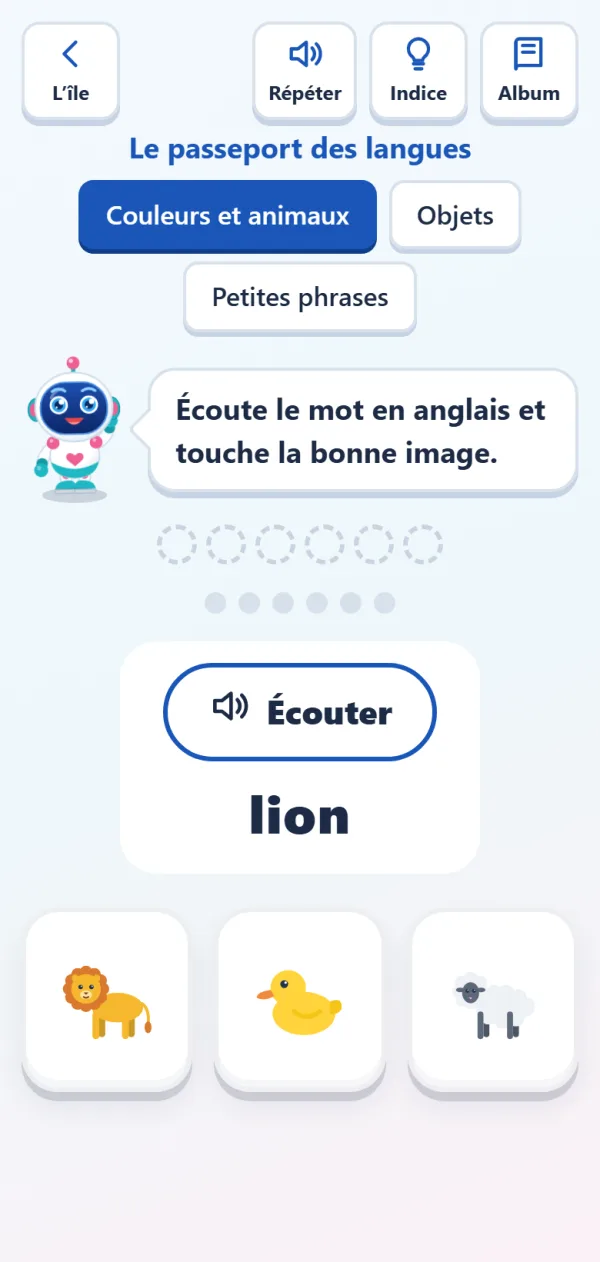 L’île
Répéter
Indice
Album
Le passeport des langues
Couleurs et animaux
Objets
Petites phrases
Écoute le mot en anglais et
touche la bonne image.
Écouter
lion